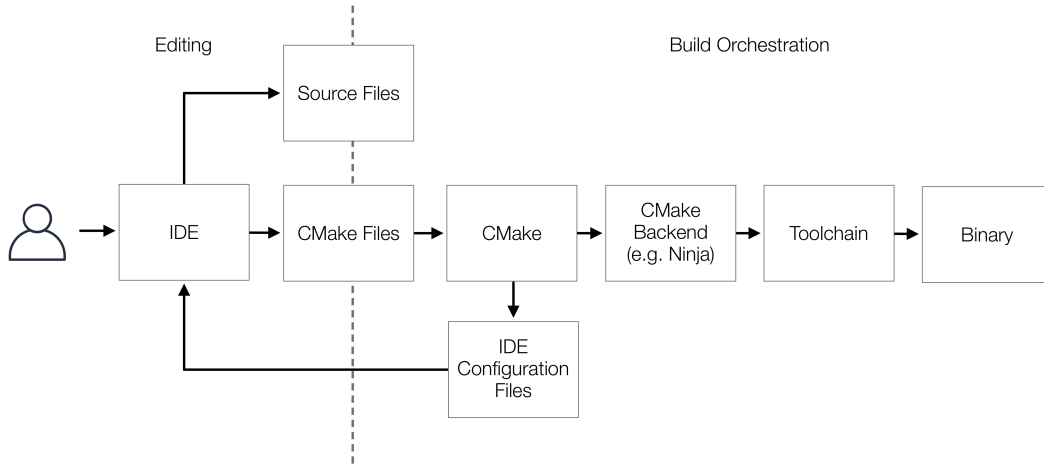 Editing
Build Orchestration
Source Files
IDE
CMake Files
CMake
CMake
Backend
(e.g. Ninja)
Toolchain
Binary
IDE
Configuration
Files